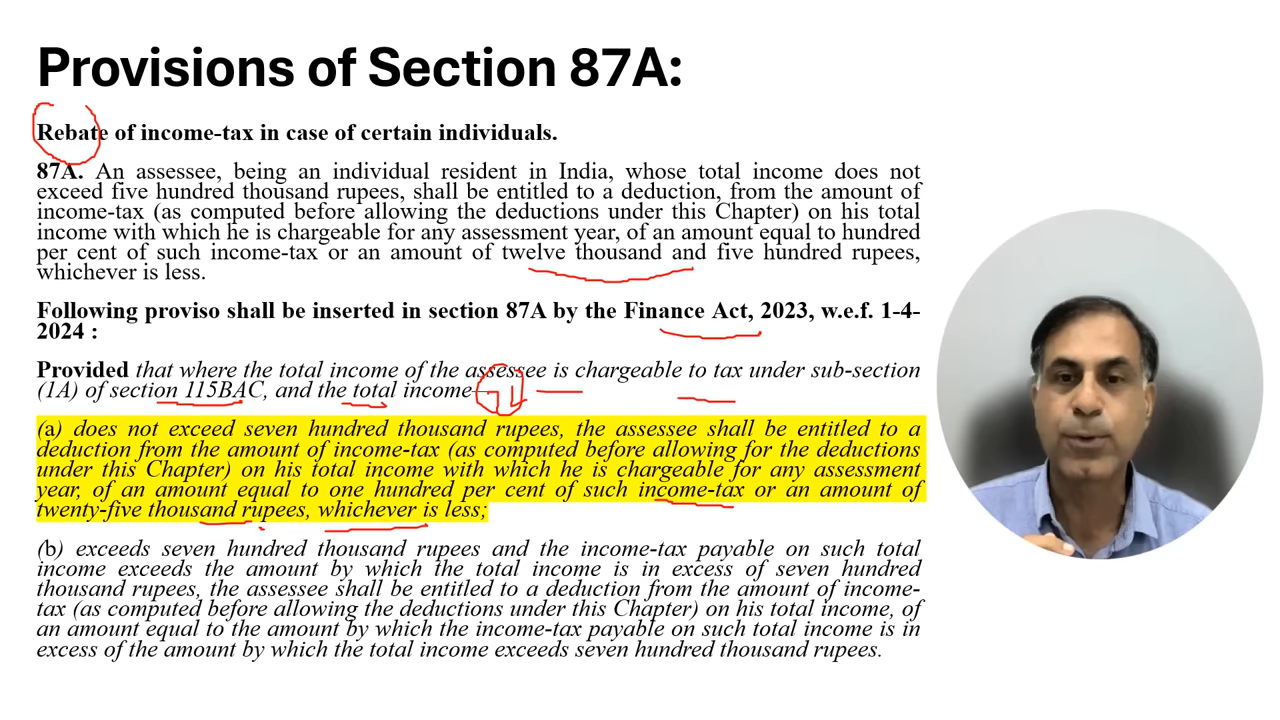 Provisions of Section 87A:
Rebate of income-tax in case of certain individuals.
87A. An assessee, being an individual resident in India, whose total income does not
exceed five hundred thousand rupees, shall be entitled to a deduction, from the amount of
income-tax (as computed before allowing the deductions under this Chapter) on his total
income with which he is chargeable for any assessment year, of an amount equal to hundred
per cent of such income-tax or an amount of twelve thousand and five hundred rupees,
whichever is less.
Following proviso shall be inserted in section 87A by the Finance Act, 2023, w.e.f. 1-4-
2024 :
Provided that where the total income of the assessee is chargeable to tax under sub-section
(1A) of section 115BAC, and the total income—
(a) does not exceed seven hundred thousand rupees, the assessee shall be entitled to a
deduction from the amount of income-tax (as computed before allowing for the deductions
under this Chapter) on his total income with which he is chargeable for any assessment
year, of an amount equal to one hundred per cent of such income-tax or an amount of
twenty-five thousand rupees, whichever is less;
(b) exceeds seven hundred thousand rupees and the income-tax payable on such total
income exceeds the amount by which the total income is in excess of seven hundred
thousand rupees, the assessee shall be entitled to a deduction from the amount of income-
tax (as computed before allowing the deductions under this Chapter) on his total income, of
an amount equal to the amount by which the income-tax payable on such total income is in
excess of the amount by which the total income exceeds seven hundred thousand rupees.